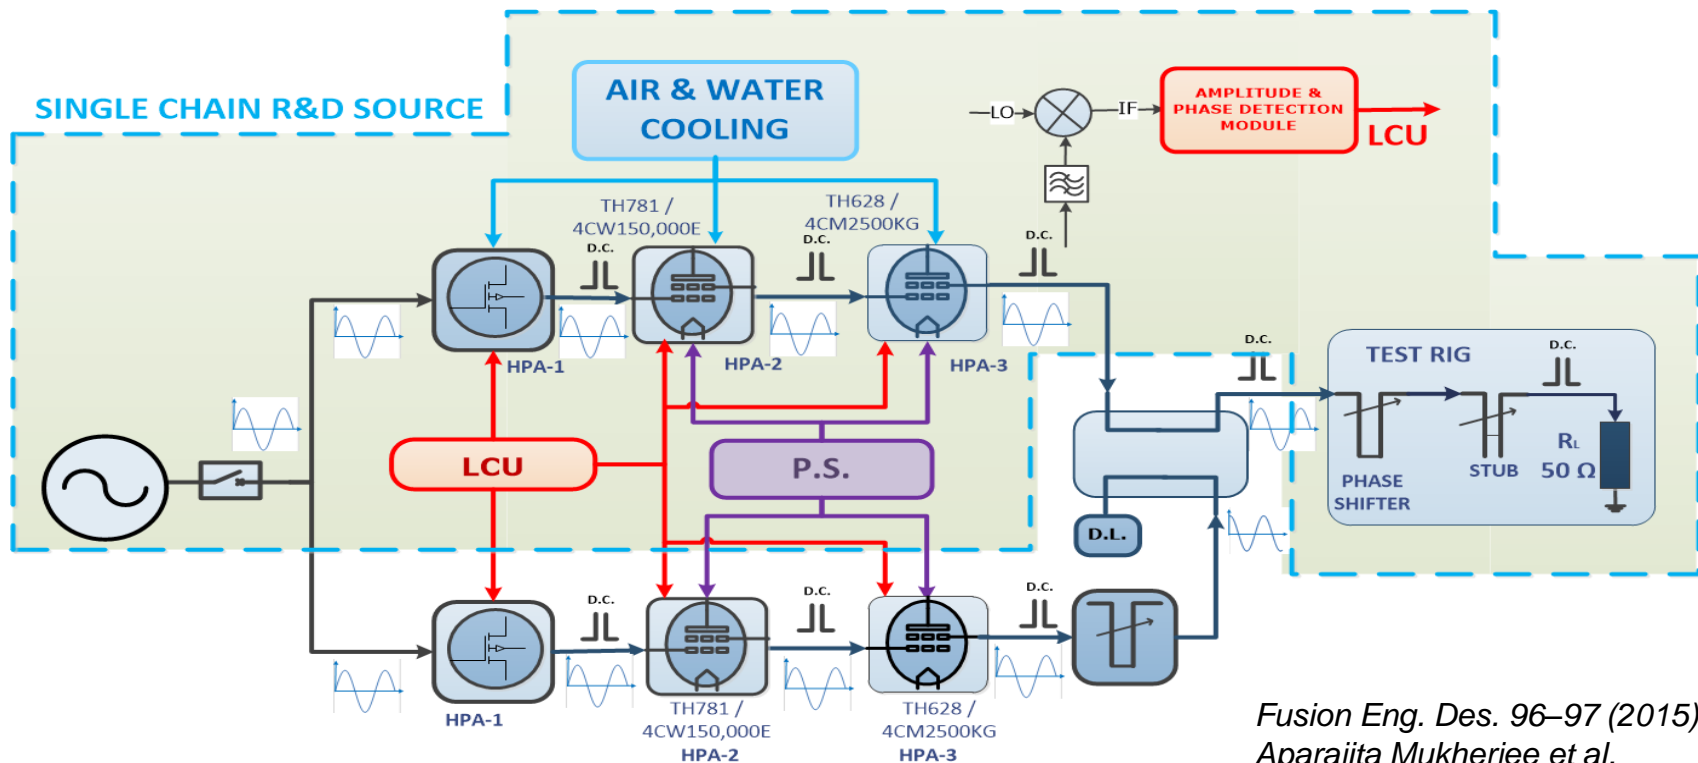 SINGLE CHAIN R&D SOURCE
AIR & WATER
COOLING
LO
IF
AMPLITUDE &
PHASE DETECTION
MODULE
LCU
TH781 /
4CW150,000E
TH628 /
4CM2500KG
D.C.
D.C.
D.C.
HPA-1
HPA-2
HPA-3
D.C.
TEST RIG
D.C.
PHASE
SHIFTER
STUB
RL
50 Ω
LCU
P.S.
D.L.
D.C.
D.C.
D.C.
HPA-1
TH781 /
4CW150,000E
HPA-2
TH628 /
4CM2500KG
HPA-3
Fusion Eng. Des. 96–97 (2015)
Aparajita Mukherjee et al.